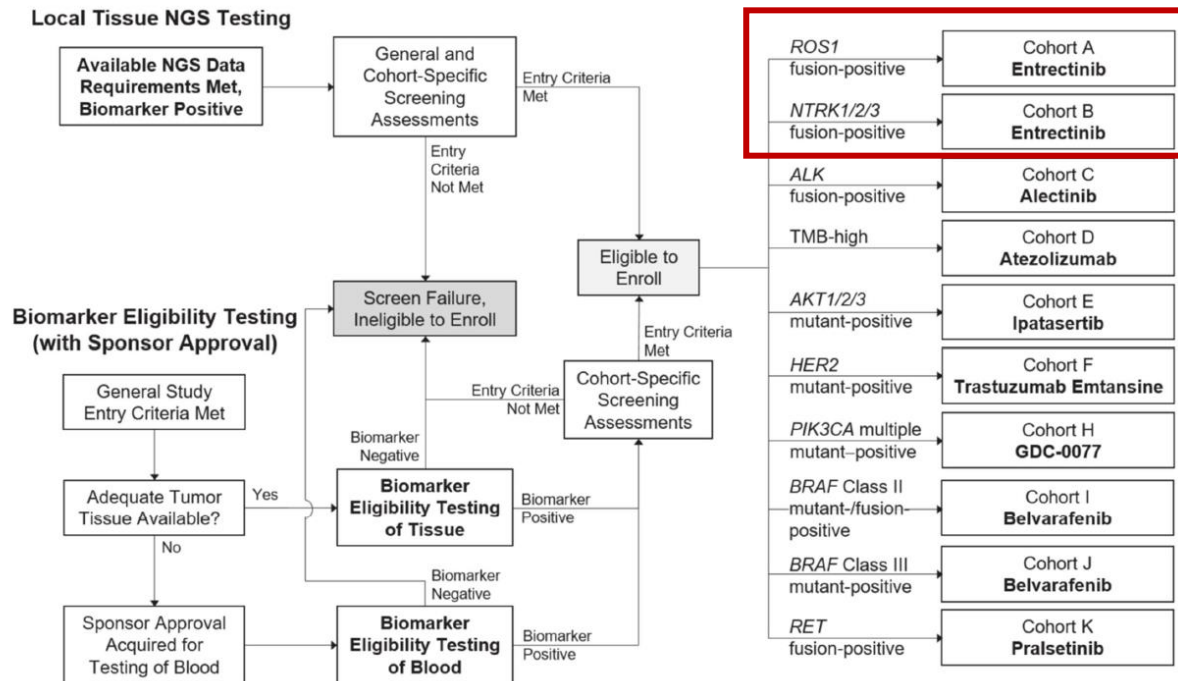 Local Tissue NGS Testing
Available NGS Data
Requirements Met,
Biomarker Positive
General and
Cohort-Specific
Screening
Assessments
Entry Criteria
Met
Entry
Criteria
Not Met
Eligible to
Enroll
Screen Failure,
Ineligible to Enroll
Biomarker Eligibility Testing
(with Sponsor Approval)
General Study
Entry Criteria Met
Adequate Tumor
Tissue Available?
Yes
No
Sponsor Approval
Acquired for
Testing of Blood
Biomarker
Negative
Biomarker
Eligibility Testing
of Tissue
Biomarker
Positive
Biomarker
Negative
Biomarker
Eligibility Testing
of Blood
Biomarker
Positive
Entry Criteria
Not Met
Cohort-Specific
Screening
Assessments
Entry Criteria
Met
ROS1
fusion-positive
Cohort A
Entrectinib
NTRK1/2/3
fusion-positive
Cohort B
Entrectinib
ALK
fusion-positive
Cohort C
Alectinib
TMB-high
Cohort D
Atezolizumab
AKT1/2/3
mutant-positive
Cohort E
Ipatasertib
HER2
mutant-positive
Cohort F
Trastuzumab Emtansine
PIK3CA multiple
mutant–positive
Cohort H
GDC-0077
BRAF Class II
mutant-/fusion-
positive
Cohort I
Belvarafenib
BRAF Class III
mutant-positive
Cohort J
Belvarafenib
RET
fusion-positive
Cohort K
Pralsetinib